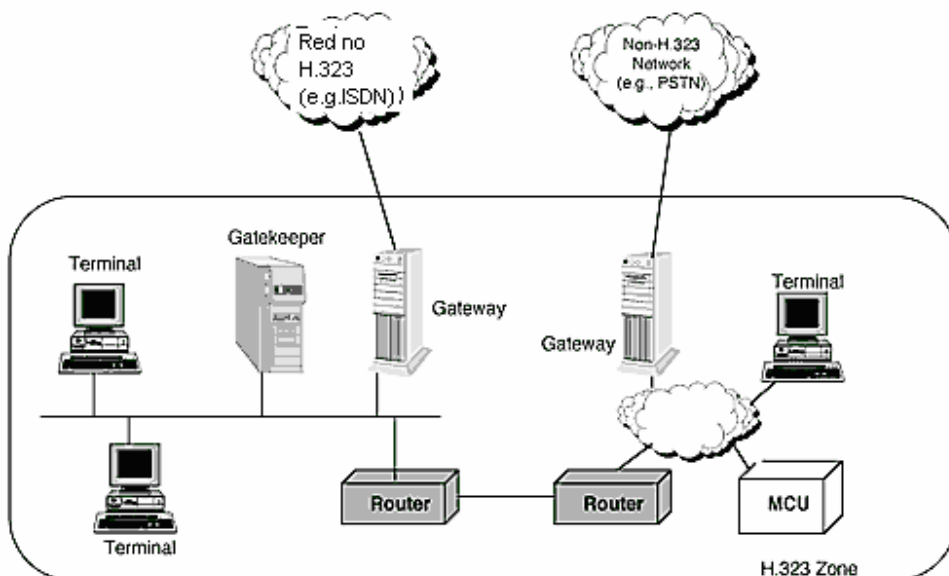 Red no
H.323
(e.g.ISDN))
Non-H.323
Network
(e.g., PSTN)
Gatekeeper
Terminal
Gateway
Terminal
Gateway
Router
Router
MCU
Terminal
H.323 Zone